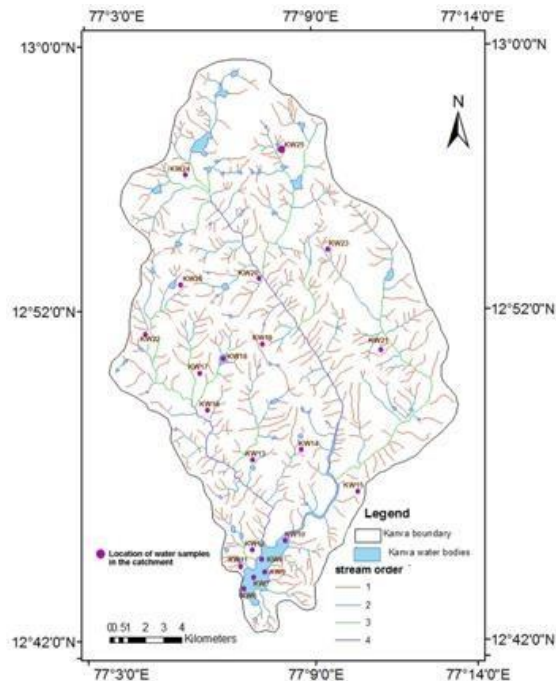 77°3'0"E 77°9'0"E 77°14'0"E
13°0'0"N 13°0'0"N
N
KW25
KW24
KW23
KW20
12°52'0"N 12°52'0"N
KW22
KW19
KW21
KW18
KW17
KW16
KW14
KW13
KW15
Legend
Kanva boundary
Kanva water bodies
stream order
1
2
3
4
KW10
Location of water samples
in the catchment
0 0.5 1 2 3 4
Kilometers
12°42'0"N 12°42'0"N
77°3'0"E 77°9'0"E 77°14'0"E